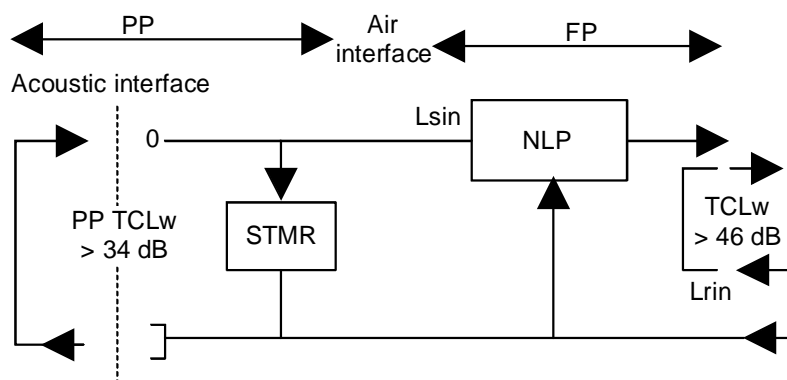 PP
Air
interface
FP
Acoustic interface
0
Lsin
NLP
PP TCLw
> 34 dB
STMR
TCLw
> 46 dB
Lrin